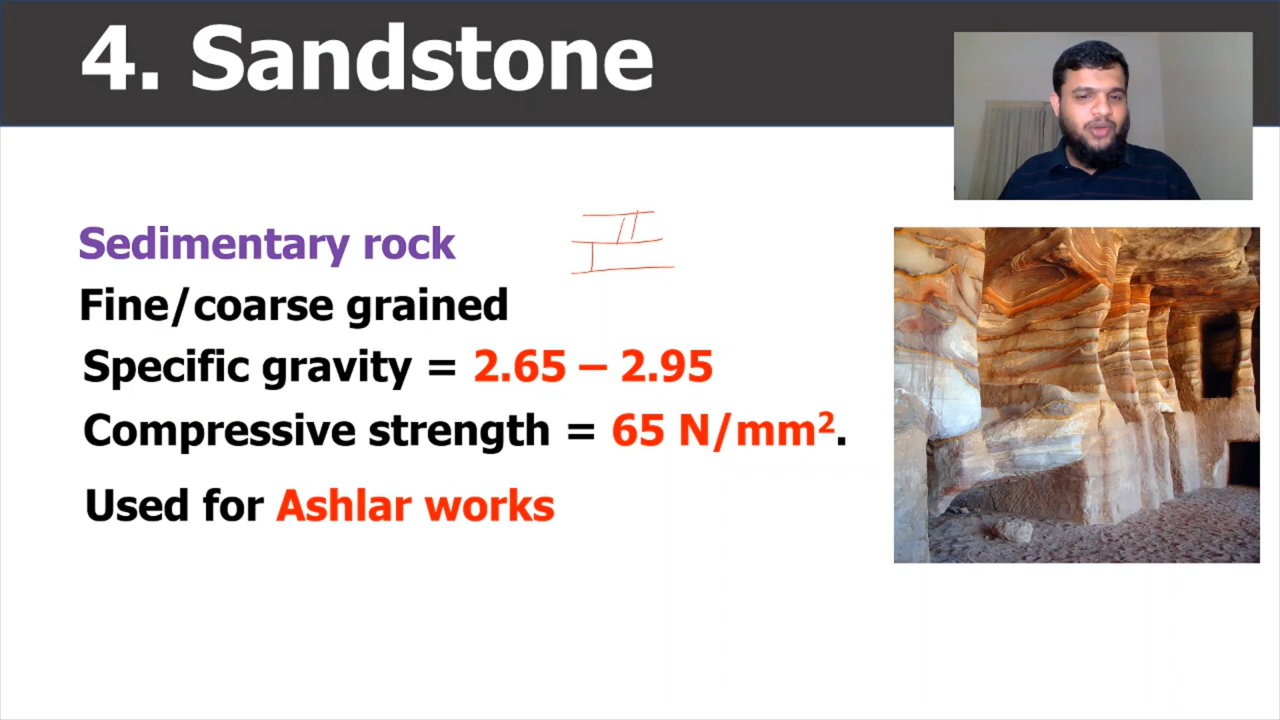 4. Sandstone
Sedimentary rock
Fine/coarse grained
Specific gravity = 2.65 – 2.95
Compressive strength = 65 N/mm².
Used for Ashlar works